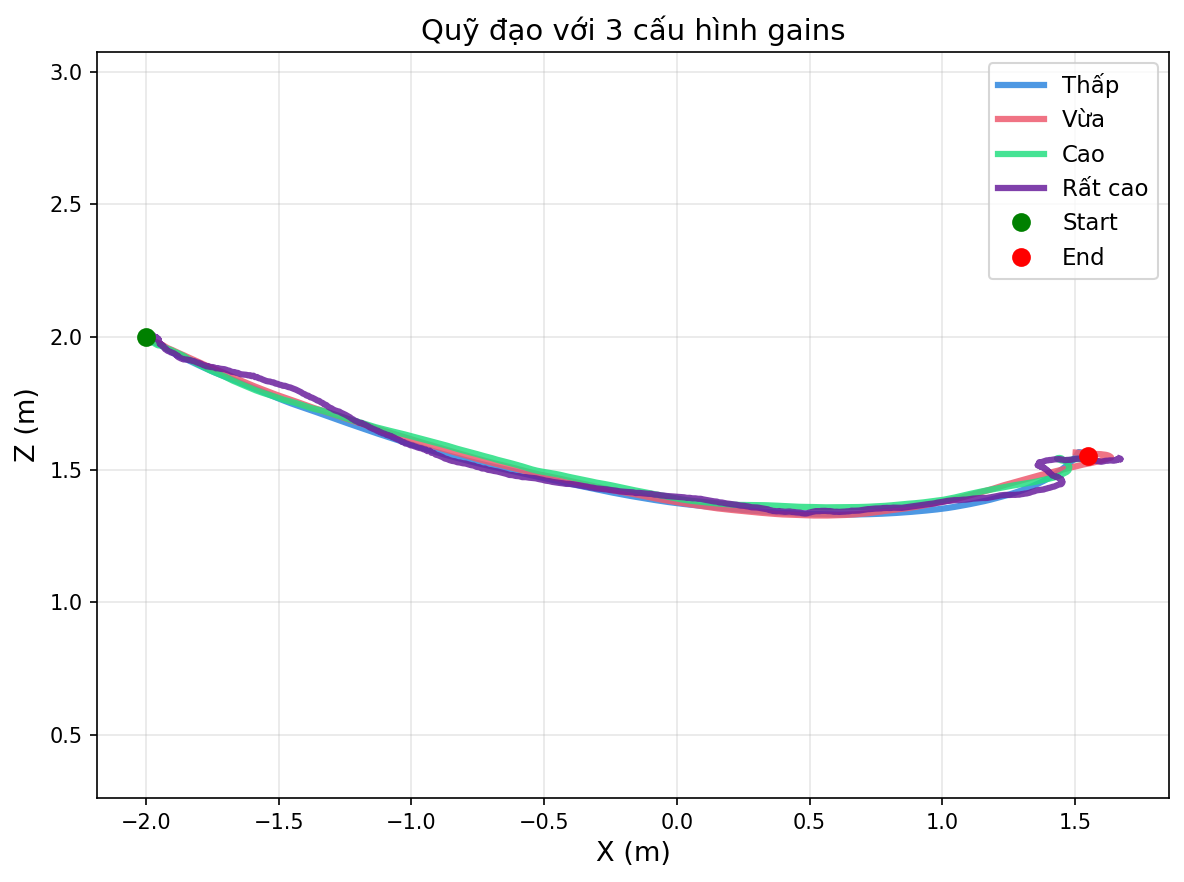 Quỹ đạo với 3 cấu hình gains
Thấp
Vừa
Cao
Rất cao
Start
End
3.0
2.5
2.0
1.5
1.0
0.5
Z (m)
−2.0 −1.5 −1.0 −0.5 0.0 0.5 1.0 1.5
X (m)